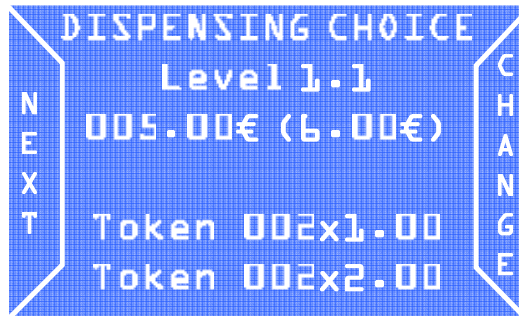 DISPENSING CHOICE
Level 1.1
005.00€ (6.00€)
Token 002x1.00
Token 002x2.00
NEXT
CHANGE